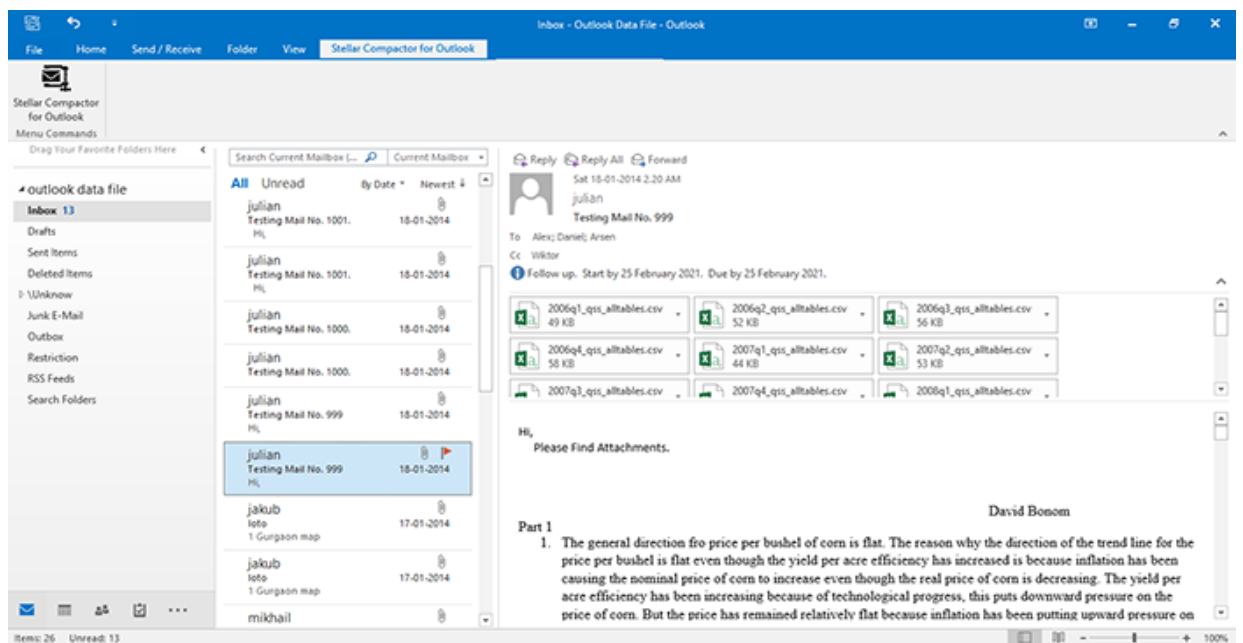 Inbox - Outlook Data File - Outlook
File Home Send / Receive Folder View Stellar Compactor for Outlook
Stellar Compactor
for Outlook
Menu Commands
Drag Your Favorite Folders Here
outlook data file
Inbox 13
Drafts
Sent Items
Deleted Items
\Unknow
Junk E-Mail
Outbox
Restriction
RSS Feeds
Search Folders
Search Current Mailbox (... Current Mailbox
All Unread By Date Newest
julian
Testing Mail No. 1001. 18-01-2014
Hi,
julian
Testing Mail No. 1001. 18-01-2014
Hi,
julian
Testing Mail No. 1000. 18-01-2014
julian
Testing Mail No. 1000. 18-01-2014
julian
Testing Mail No. 999 18-01-2014
Hi,
julian
Testing Mail No. 999 18-01-2014
Hi,
jakub
loto 17-01-2014
1 Gurgaon map
jakub
loto 17-01-2014
1 Gurgaon map
mikhail
Reply Reply All Forward
Sat 18-01-2014 2.20 AM
julian
Testing Mail No. 999
To Alex; Daniel; Arsen
Cc Wiktor
Follow up. Start by 25 February 2021. Due by 25 February 2021.
2006q1_qss_alltables.csv 2006q2_qss_alltables.csv 2006q3_qss_alltables.csv
49 KB 52 KB 56 KB
2006q4_qss_alltables.csv 2007q1_qss_alltables.csv 2007q2_qss_alltables.csv
58 KB 44 KB 53 KB
2007q3_qss_alltables.csv 2007q4_qss_alltables.csv 2008q1_qss_alltables.csv
Hi,
Please Find Attachments.
David Bonom
Part 1
1. The general direction fro price per bushel of corn is flat. The reason why the direction of the trend line for the
price per bushel is flat even though the yield per acre efficiency has increased is because inflation has been
causing the nominal price of corn to increase even though the real price of corn is decreasing. The yield per
acre efficiency has been increasing because of technological progress, this puts downward pressure on the
price of corn. But the price has remained relatively flat because inflation has been putting upward pressure on
Items: 26 Unread: 13
100%